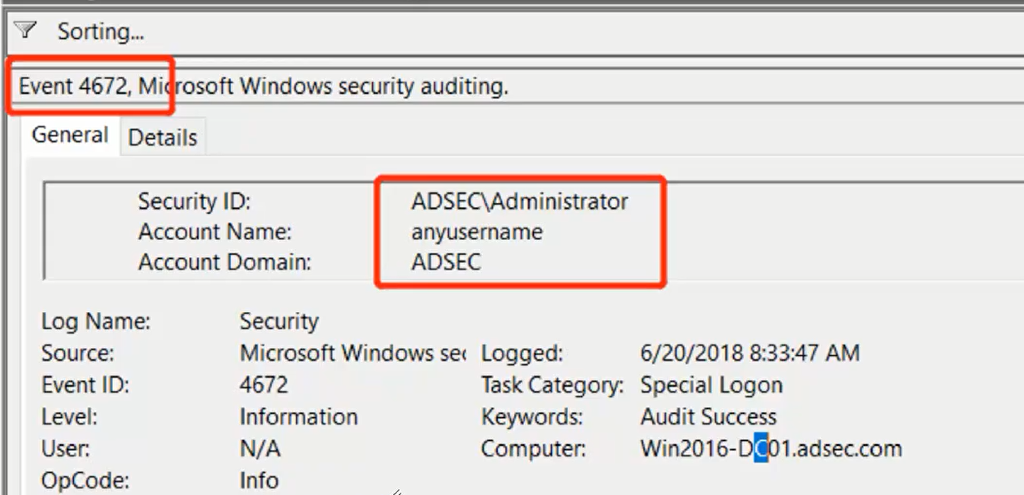 Sorting...
Event 4672, Microsoft Windows security auditing.
General Details
Security ID: ADSEC\Administrator
Account Name: anyusername
Account Domain: ADSEC
Log Name: Security
Source: Microsoft Windows sec Logged: 6/20/2018 8:33:47 AM
Event ID: 4672 Task Category: Special Logon
Level: Information Keywords: Audit Success
User: N/A Computer: Win2016-DC01.adsec.com
OpCode: Info